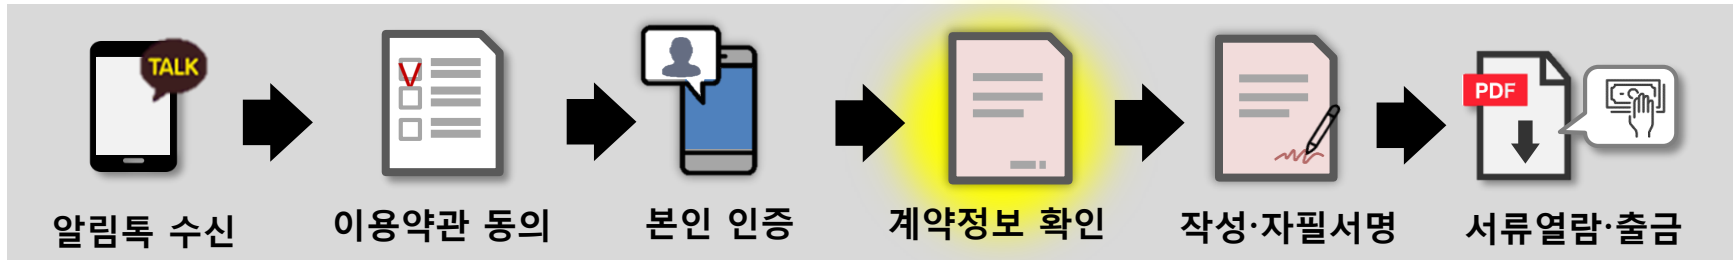 TALK
V
PDF
알림톡 수신
이용약관 동의
본인 인증
계약정보 확인
작성·자필서명
서류열람·출금